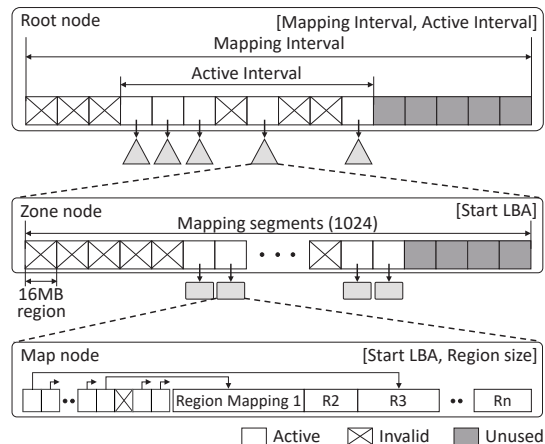 Root node [Mapping Interval, Active Interval]
Mapping Interval
Active Interval
Zone node [Start LBA]
Mapping segments (1024)
16MB
region
Map node [Start LBA, Region size]
Region Mapping 1 R2 R3 Rn
Active Invalid Unused